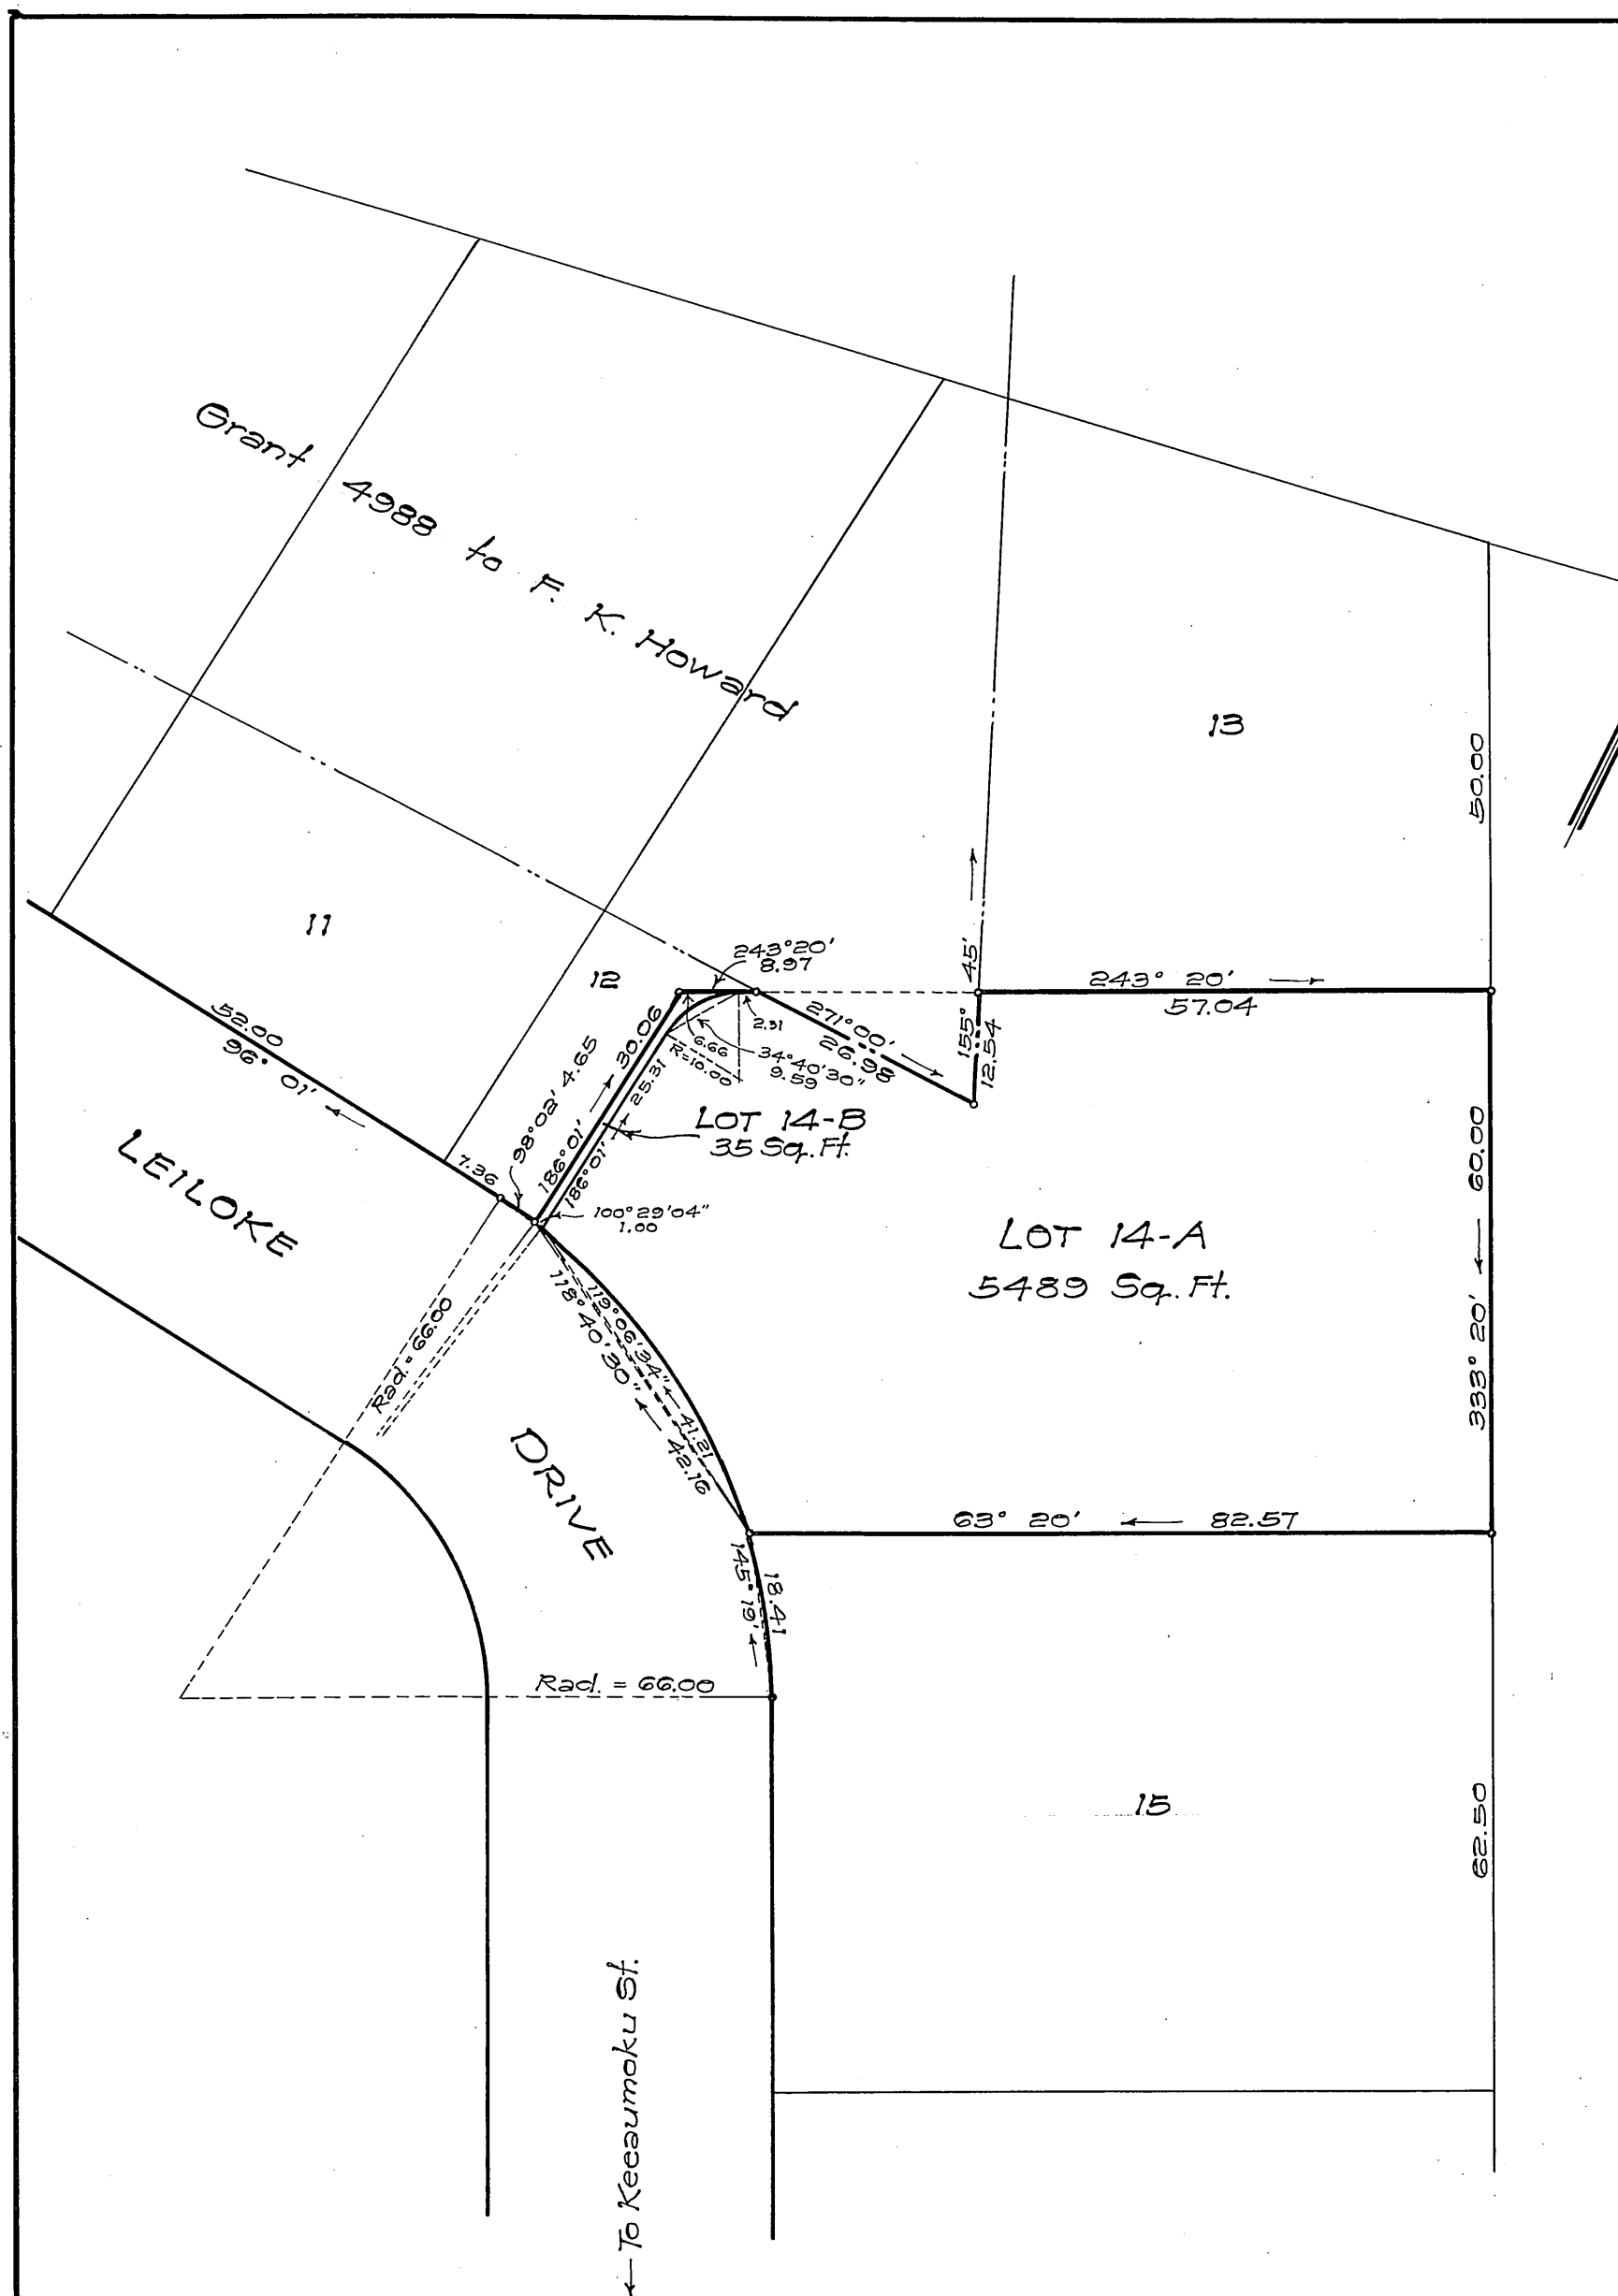 Grant 4988 to F. K. Howard
13
50.00
11
12
243°20'
8.97
155° 45'
12.54
243° 20'
57.04
271°00'
26.98
2.31
6.66
R=10.00
34°40'30"
9.59
52.00
96° 01'
7.36
98°02' 4.65
186°01' 30.06
186°01' 25.31
LOT 14-B
35 Sq. Ft.
100°29'04"
1.00
LEILOKE
DRIVE
LOT 14-A
5489 Sq. Ft.
333° 20' 60.00
Rad. = 66.00
119°06'34" 41.21
118°40'30" 42.16
63° 20' 82.57
145° 19'
18.41
Rad. = 66.00
15
62.50
To Keeaumoku St.